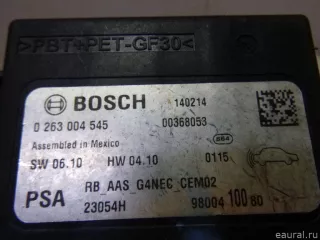 >PBT+PET-GF30<
BOSCH 140214
0 263 004 545 00368053
Assembled in Mexico e64
SW 06.10 HW 04.10 0115
PSA RB_AAS_G4NEC_CEM02
23054H 98004 100 80
© eaural.ru